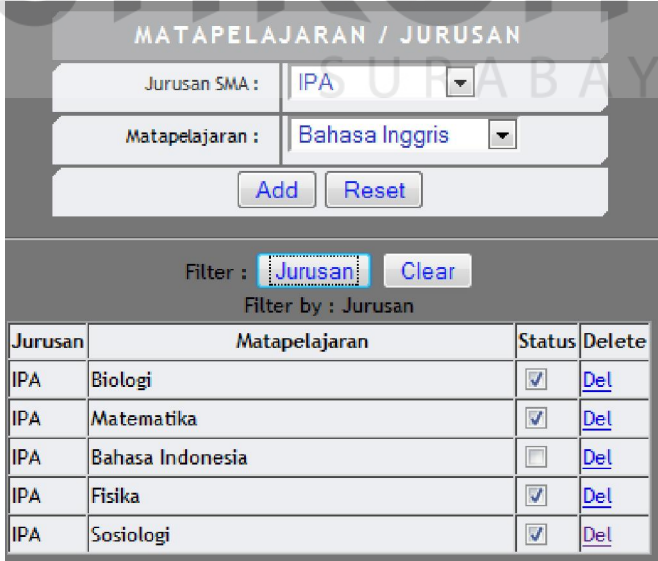 MATAPELAJARAN / JURUSAN
SURABAY
Jurusan SMA : IPA
Matapelajaran : Bahasa Inggris
Add Reset
Filter : Jurusan Clear
Filter by : Jurusan
Jurusan Matapelajaran Status Delete
IPA Biologi Del
IPA Matematika Del
IPA Bahasa Indonesia Del
IPA Fisika Del
IPA Sosiologi Del